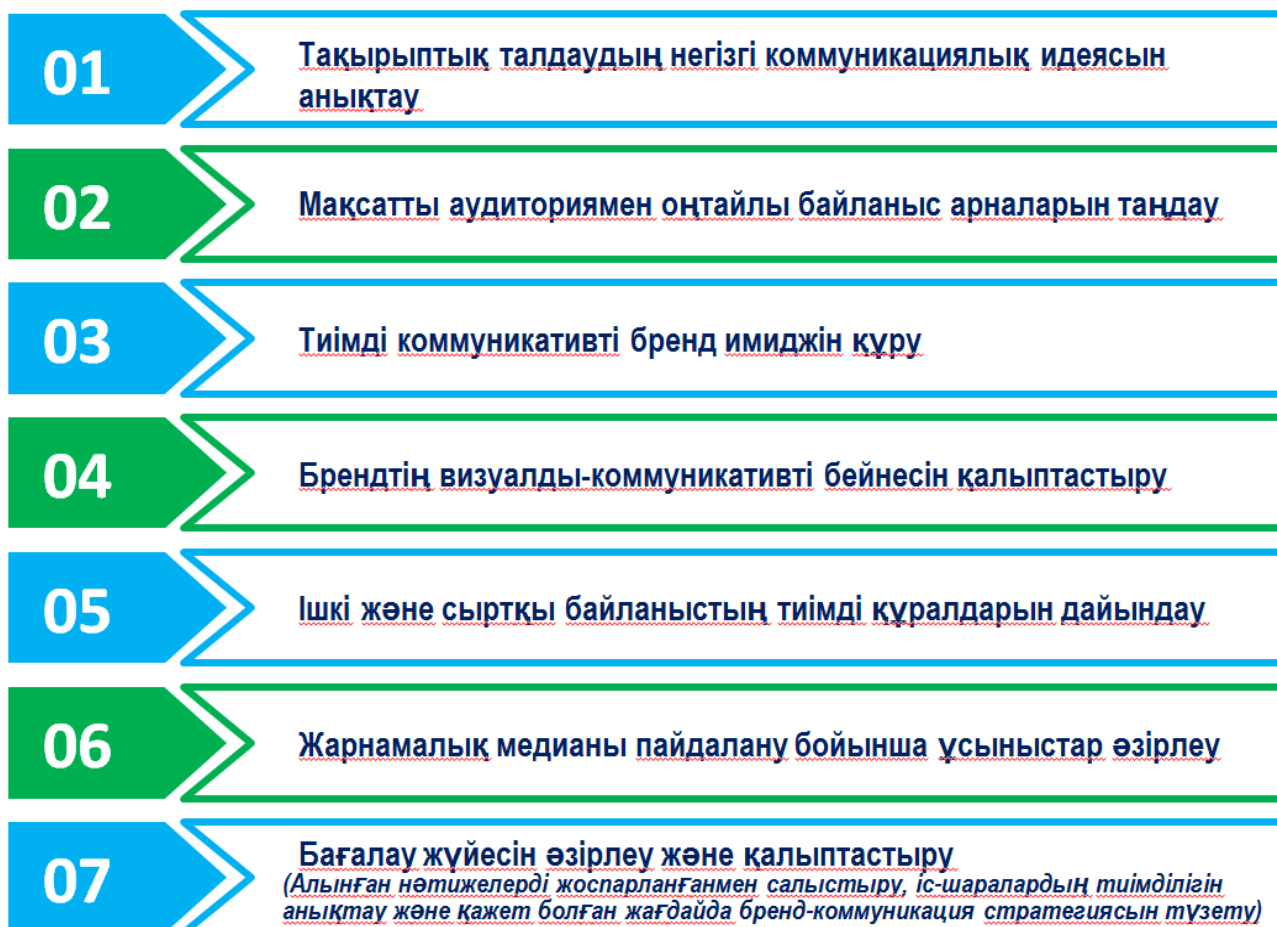 01
Тақырыптық талдаудың негізгі коммуникациялық идеясын
анықтау
02
Мақсатты аудиториямен оңтайлы байланыс арналарын таңдау
03
Тиімді коммуникативті бренд имиджін құру
04
Брендтің визуалды-коммуникативті бейнесін қалыптастыру
05
Ішкі және сыртқы байланыстың тиімді құралдарын дайындау
06
Жарнамалық медианы пайдалану бойынша ұсыныстар әзірлеу
07
Бағалау жүйесін әзірлеу және қалыптастыру
(Алынған нәтижелерді жоспарланғанмен салыстыру, іс-шаралардың тиімділігін
анықтау және қажет болған жағдайда бренд-коммуникация стратегиясын түзету)